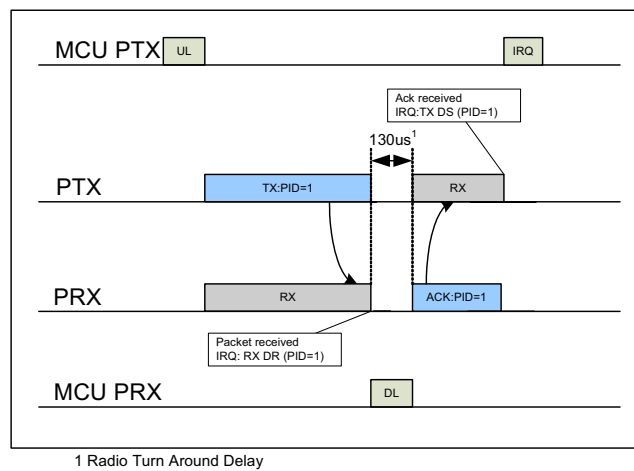 MCU PTX
UL
IRQ
Ack received
IRQ:TX DS (PID=1)
130us1
PTX
TX:PID=1
RX
PRX
RX
ACK:PID=1
Packet received
IRQ: RX DR (PID=1)
MCU PRX
DL
1 Radio Turn Around Delay